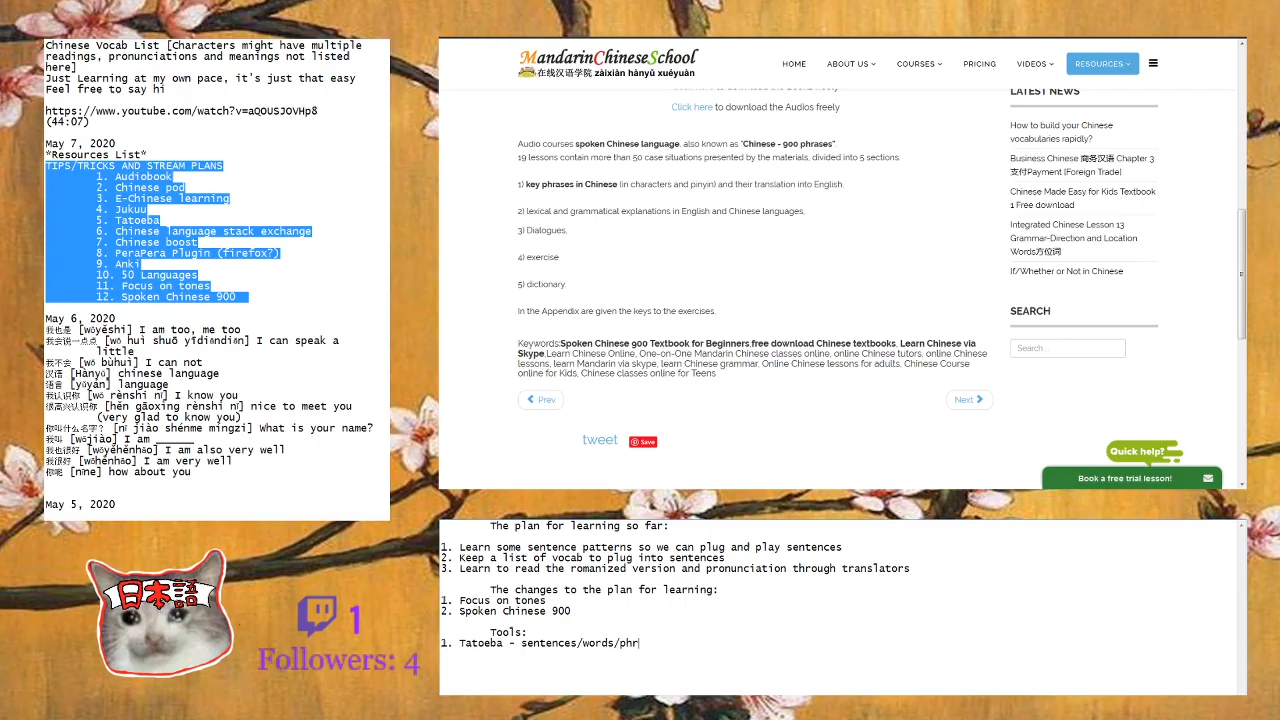 Chinese Vocab List [Characters might have multiple
readings, pronunciations and meanings not listed
here]
Just Learning at my own pace, it's just that easy
Feel free to say hi
https://www.youtube.com/watch?v=aQOUSJOVHp8
(44:07)
May 7, 2020
*Resources List*
TIPS/TRICKS AND STREAM PLANS
1. Audiobook
2. Chinese pod
3. E-Chinese learning
4. Jukuu
5. Tatoeba
6. Chinese language stack exchange
7. Chinese boost
8. PeraPera Plugin (firefox?)
9. Anki
10. 50 Languages
11. Focus on tones
12. Spoken Chinese 900
May 6, 2020
我也是 [wǒyěshì] I am too, me too
我会说一点点 [wǒ huì shuō yīdiǎndiǎn] I can speak a
little
我不会 [wǒ bùhuì] I can not
汉语 [Hànyǔ] chinese language
语言 [yǔyán] language
我认识你 [wǒ rènshi nǐ] I know you
很高兴认识你 [hěn gāoxìng rènshi nǐ] nice to meet you
(very glad to know you)
你叫什么名字? [nǐ jiào shénme míngzi] What is your name?
我叫 [wǒjiào] I am ______
我也很好 [wǒyěhěnhǎo] I am also very well
我很好 [wǒhěnhǎo] I am very well
你呢 [nǐne] how about you
May 5, 2020
MandarinChineseSchool
在线汉语学院 zàixiàn hànyǔ xuéyuàn
HOME
ABOUT US
COURSES
PRICING
VIDEOS
RESOURCES
Click here to download the Audios freely
Audio courses spoken Chinese language, also known as "Chinese - 900 phrases".
19 lessons contain more than 50 case situations presented by the materials, divided into 5 sections:
1) key phrases in Chinese (in characters and pinyin) and their translation into English,
2) lexical and grammatical explanations in English and Chinese languages,
3) Dialogues,
4) exercise
5) dictionary.
In the Appendix are given the keys to the exercises.
Keywords:Spoken Chinese 900 Textbook for Beginners,free download Chinese textbooks, Learn Chinese via
Skype,Learn Chinese Online, One-on-One Mandarin Chinese classes online, online Chinese tutors, online Chinese
lessons, learn Mandarin via skype, learn Chinese grammar, Online Chinese lessons for adults, Chinese Course
online for Kids, Chinese classes online for Teens
Prev
Next
tweet
Save
LATEST NEWS
How to build your Chinese
vocabularies rapidly?
Business Chinese 商务汉语 Chapter 3
支付Payment [Foreign Trade]
Chinese Made Easy for Kids Textbook
1 Free download
Integrated Chinese Lesson 13
Grammar-Direction and Location
Words方位词
If/Whether or Not in Chinese
SEARCH
Search ...
Quick help?
Book a free trial lesson!
The plan for learning so far:
1. Learn some sentence patterns so we can plug and play sentences
2. Keep a list of vocab to plug into sentences
3. Learn to read the romanized version and pronunciation through translators
The changes to the plan for learning:
1. Focus on tones
2. Spoken Chinese 900
Tools:
1. Tatoeba - sentences/words/phr
日本語
1
Followers: 4